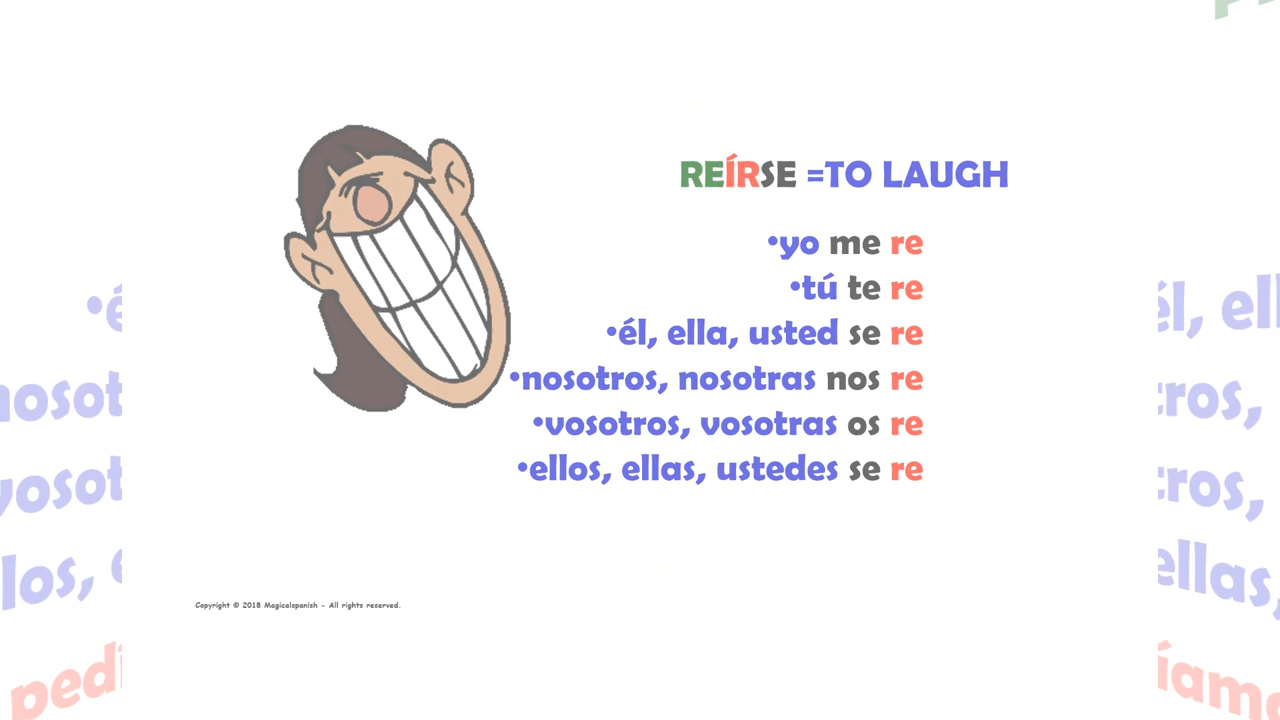 REÍRSE =TO LAUGH
•yo me re
•tú te re
•él, ella, usted se re
•nosotros, nosotras nos re
•vosotros, vosotras os re
•ellos, ellas, ustedes se re
Copyright © 2018 Magicalspanish - All rights reserved.